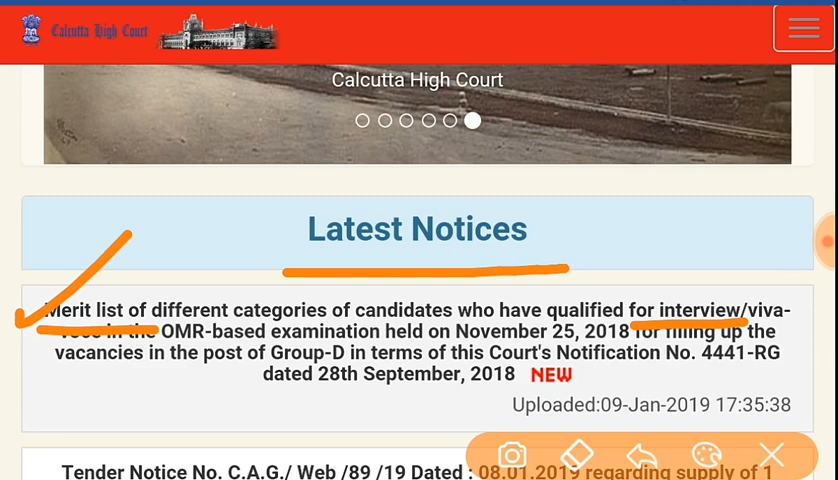 Calcutta High Court
Calcutta High Court
Latest Notices
Merit list of different categories of candidates who have qualified for interview/viva-
voce in the OMR-based examination held on November 25, 2018 for filling up the
vacancies in the post of Group-D in terms of this Court's Notification No. 4441-RG
dated 28th September, 2018 NEW
Uploaded:09-Jan-2019 17:35:38
Tender Notice No. C.A.G./ Web /89 /19 Dated : 08.01.2019 regarding supply of 1